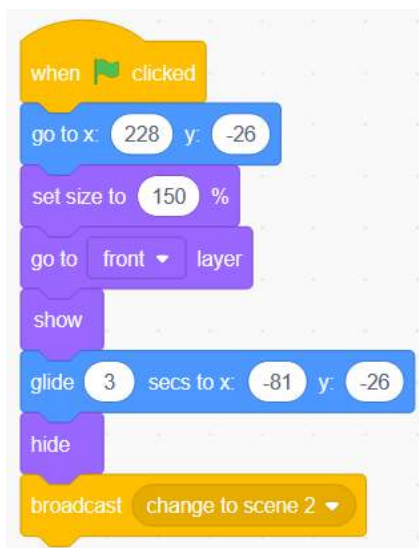 when clicked
go to x: 228 y: -26
set size to 150 %
go to front layer
show
glide 3 secs to x: -81 y: -26
hide
broadcast change to scene 2